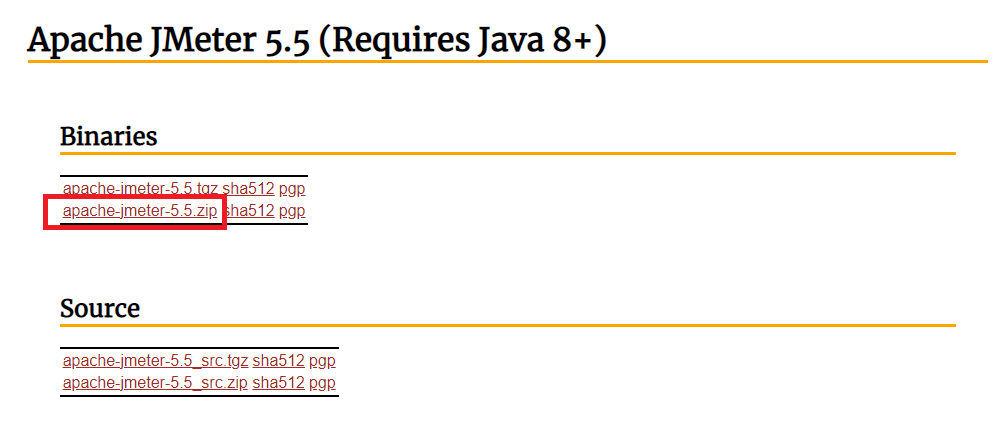 Apache JMeter 5.5 (Requires Java 8+)
Binaries
apache-jmeter-5.5.tgz sha512 pgp
apache-jmeter-5.5.zip sha512 pgp
Source
apache-jmeter-5.5_src.tgz sha512 pgp
apache-jmeter-5.5_src.zip sha512 pgp